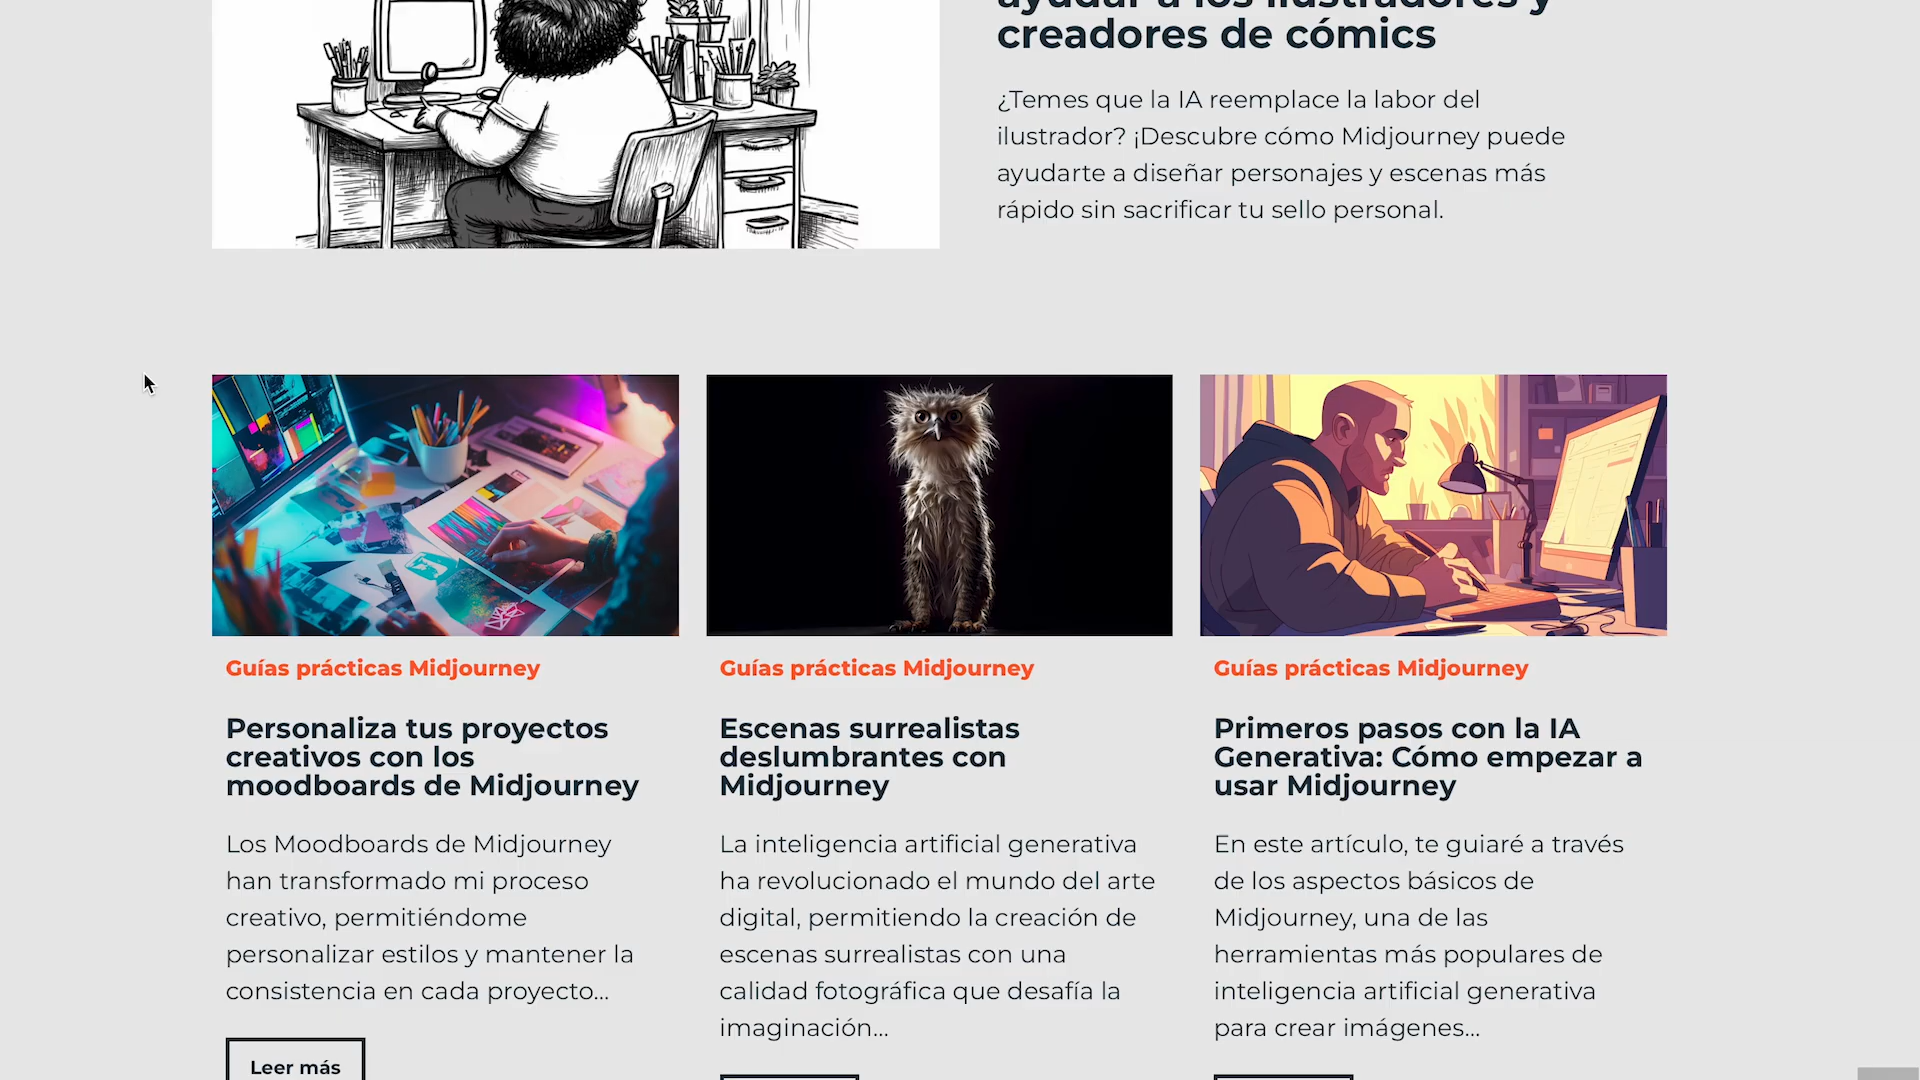 ayudar a los ilustradores y
creadores de cómics
¿Temes que la IA reemplace la labor del
ilustrador? ¡Descubre cómo Midjourney puede
ayudarte a diseñar personajes y escenas más
rápido sin sacrificar tu sello personal.
Guías prácticas Midjourney
Personaliza tus proyectos
creativos con los
moodboards de Midjourney
Los Moodboards de Midjourney
han transformado mi proceso
creativo, permitiéndome
personalizar estilos y mantener la
consistencia en cada proyecto...
Leer más
Guías prácticas Midjourney
Escenas surrealistas
deslumbrantes con
Midjourney
La inteligencia artificial generativa
ha revolucionado el mundo del arte
digital, permitiendo la creación de
escenas surrealistas con una
calidad fotográfica que desafía la
imaginación...
Guías prácticas Midjourney
Primeros pasos con la IA
Generativa: Cómo empezar a
usar Midjourney
En este artículo, te guiaré a través
de los aspectos básicos de
Midjourney, una de las
herramientas más populares de
inteligencia artificial generativa
para crear imágenes...